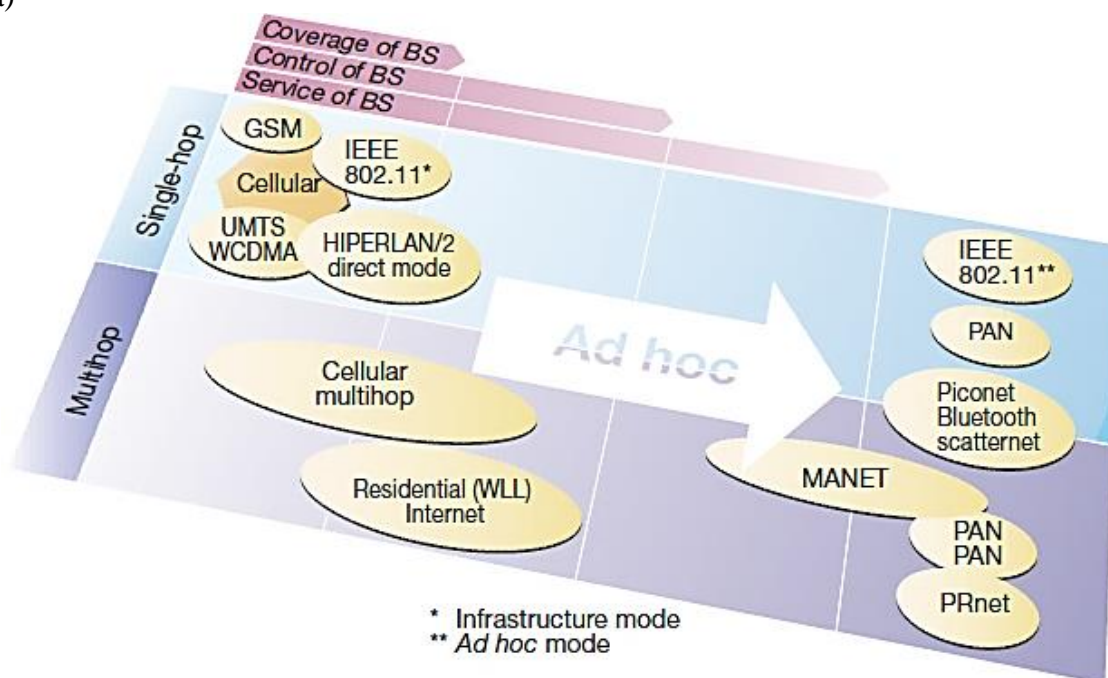 Coverage of BS
Control of BS
Service of BS
Single-hop
Multihop
GSM
IEEE
802.11*
Cellular
UMTS
WCDMA
HIPERLAN/2
direct mode
IEEE
802.11**
PAN
Ad hoc
Cellular
multihop
Piconet
Bluetooth
scatternet
MANET
Residential (WLL)
Internet
PAN
PAN
PRnet
* Infrastructure mode
** Ad hoc mode